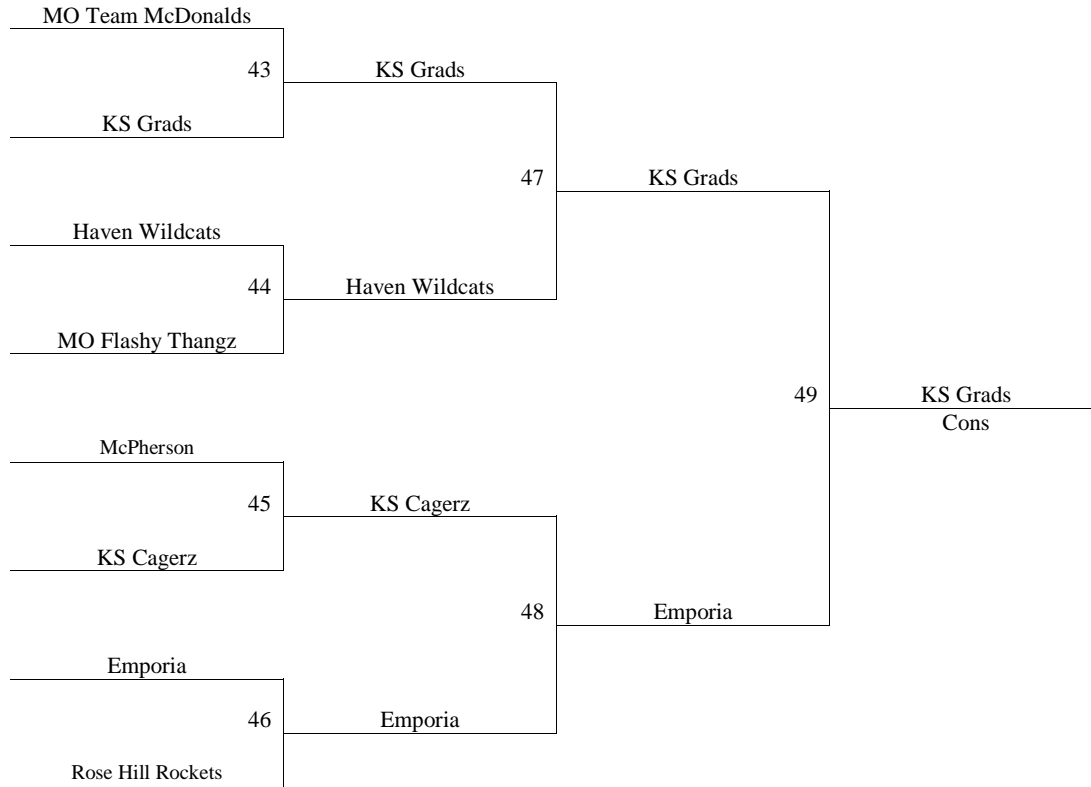 MO Team McDonalds
43
KS Grads
KS Grads
47
KS Grads
Haven Wildcats
44
Haven Wildcats
MO Flashy Thangz
49
KS Grads
Cons
McPherson
45
KS Cagerz
KS Cagerz
48
Emporia
Emporia
46
Emporia
Rose Hill Rockets